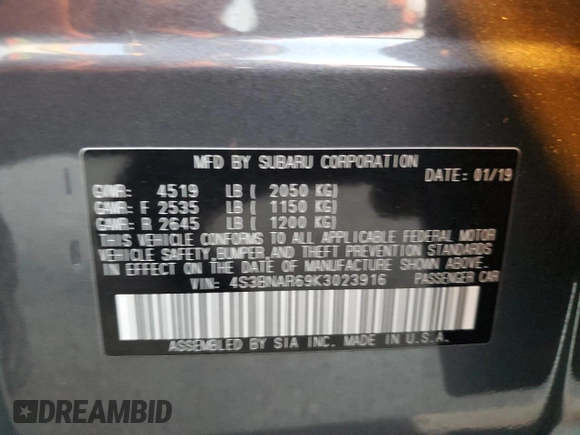 MFD BY SUBARU CORPORATION
DATE: 01/19
GVWR: 4519 LB ( 2050 KG)
GAWR: F 2535 LB ( 1150 KG)
GAWR: R 2645 LB ( 1200 KG)
THIS VEHICLE CONFORMS TO ALL APPLICABLE FEDERAL MOTOR
VEHICLE SAFETY, BUMPER, AND THEFT PREVENTION STANDARDS
IN EFFECT ON THE DATE OF MANUFACTURE SHOWN ABOVE.
VIN: 4S3BNAR69K3023916 PASSENGER CAR
ASSEMBLED BY SIA INC. MADE IN U.S.A.
DREAMBID